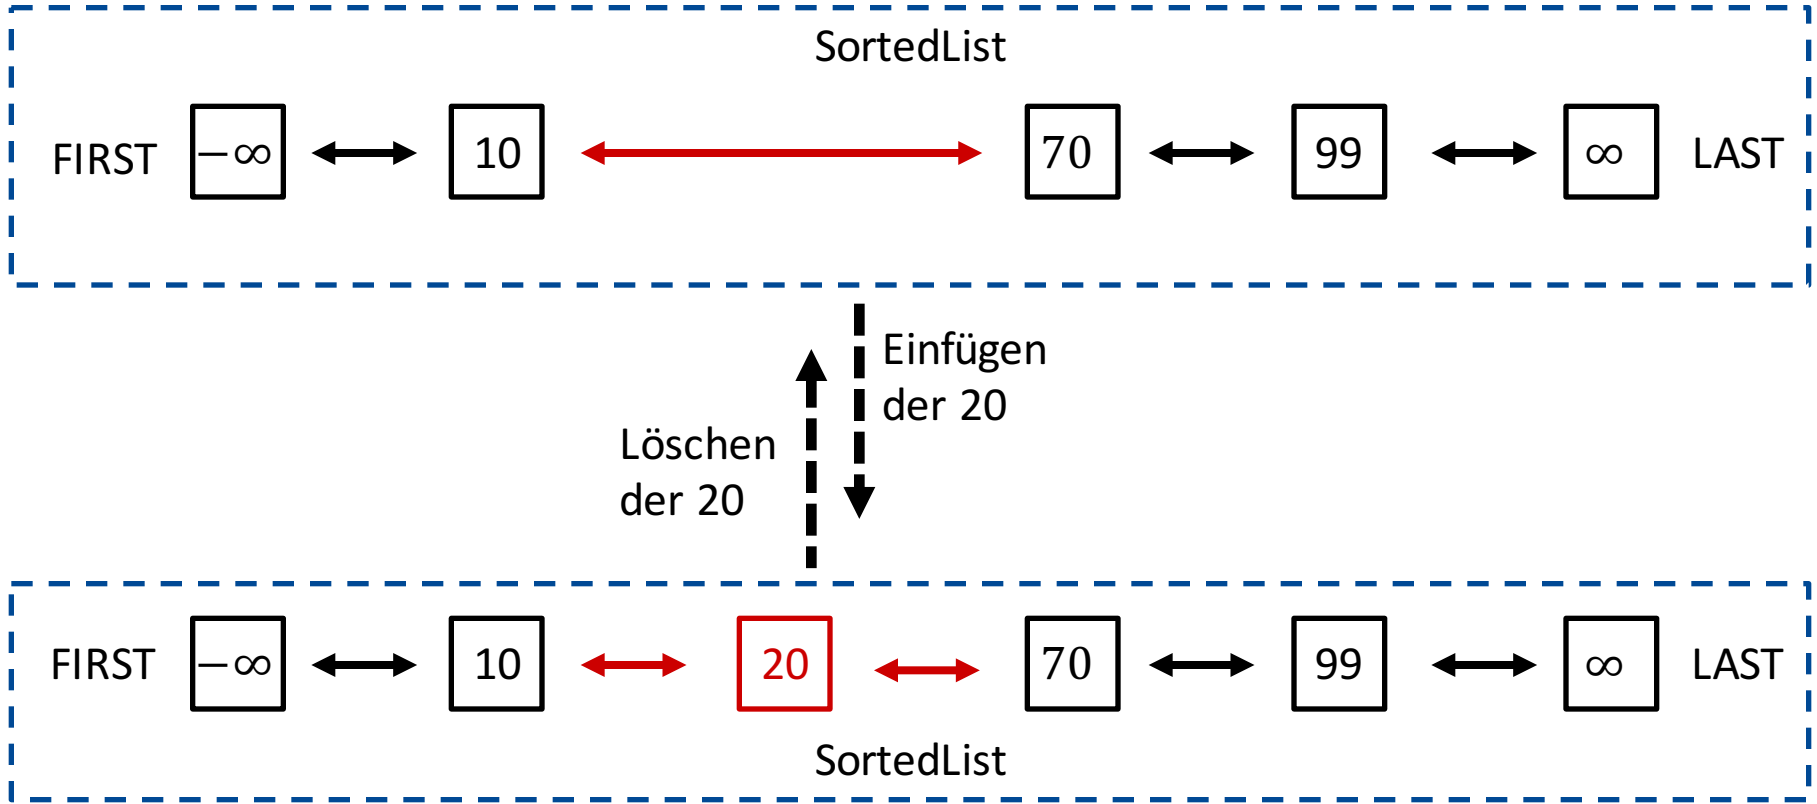 SortedList
FIRST −∞ 10 70 99 ∞ LAST
Einfügen
der 20
Löschen
der 20
FIRST −∞ 10 20 70 99 ∞ LAST
SortedList